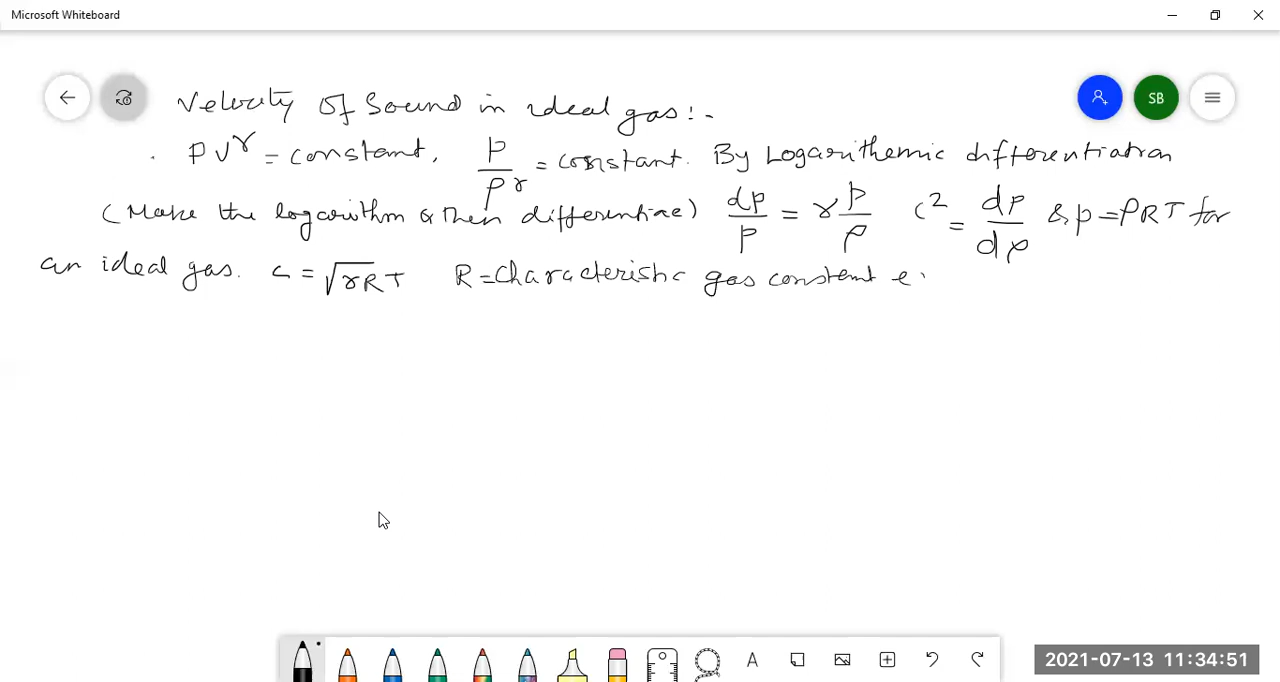 Microsoft Whiteboard
Velocity of Sound in ideal gas:-
SB
PV^γ = constant, P/ρ^γ = constant. By Logarithemic differentiation
(Make the logarithm & then differentiae) dp/p = γ p/ρ C² = dp/dρ & p = ρRT for
an ideal gas. c = √γRT R = Characteristic gas constant e
A
2021-07-13 11:34:51